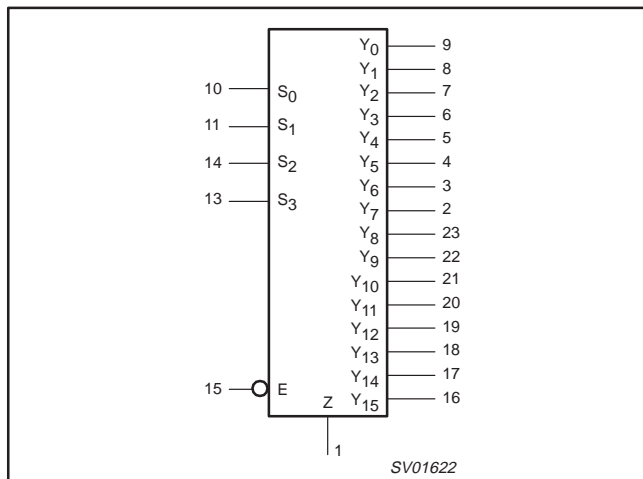 Y0 9
Y1 8
10 S0 Y2 7
Y3 6
11 S1 Y4 5
14 S2 Y5 4
Y6 3
13 S3 Y7 2
Y8 23
Y9 22
Y10 21
Y11 20
Y12 19
Y13 18
Y14 17
15 E Z Y15 16
1
SV01622